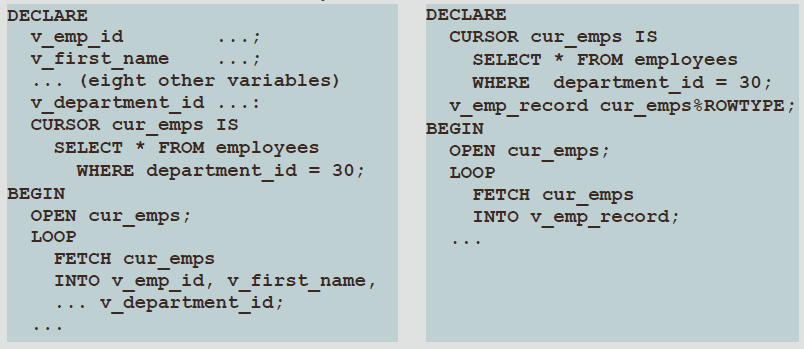 DECLARE
v_emp_id ...;
v_first_name ...;
... (eight other variables)
v_department_id ...:
CURSOR cur_emps IS
SELECT * FROM employees
WHERE department_id = 30;
BEGIN
OPEN cur_emps;
LOOP
FETCH cur_emps
INTO v_emp_id, v_first_name,
... v_department_id;
...
DECLARE
CURSOR cur_emps IS
SELECT * FROM employees
WHERE department_id = 30;
v_emp_record cur_emps%ROWTYPE;
BEGIN
OPEN cur_emps;
LOOP
FETCH cur_emps
INTO v_emp_record;
...